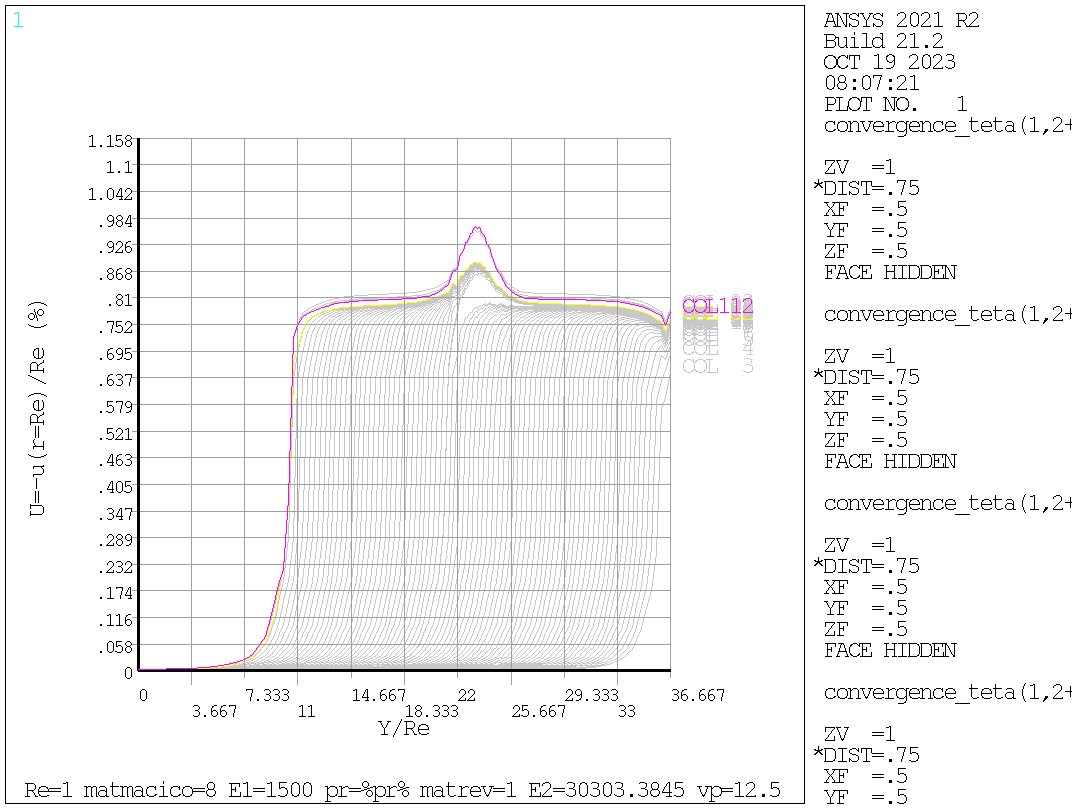 1
ANSYS 2021 R2
Build 21.2
OCT 19 2023
08:07:21
PLOT NO. 1
convergence_teta(1,2+
ZV =1
*DIST=.75
XF =.5
YF =.5
ZF =.5
FACE HIDDEN
convergence_teta(1,2+
ZV =1
*DIST=.75
XF =.5
YF =.5
ZF =.5
FACE HIDDEN
convergence_teta(1,2+
ZV =1
*DIST=.75
XF =.5
YF =.5
ZF =.5
FACE HIDDEN
convergence_teta(1,2+
ZV =1
*DIST=.75
XF =.5
YF =.5
U=-u(r=Re)/Re (%)
1.158
1.1
1.042
.984
.926
.868
.81
.752
.695
.637
.579
.521
.463
.405
.347
.289
.232
.174
.116
.058
0
COL112
COL 3
0 7.333 14.667 22 29.333 36.667
3.667 11 18.333 25.667 33
Y/Re
Re=1 matmacico=8 E1=1500 pr=%pr% matrev=1 E2=30303.3845 vp=12.5